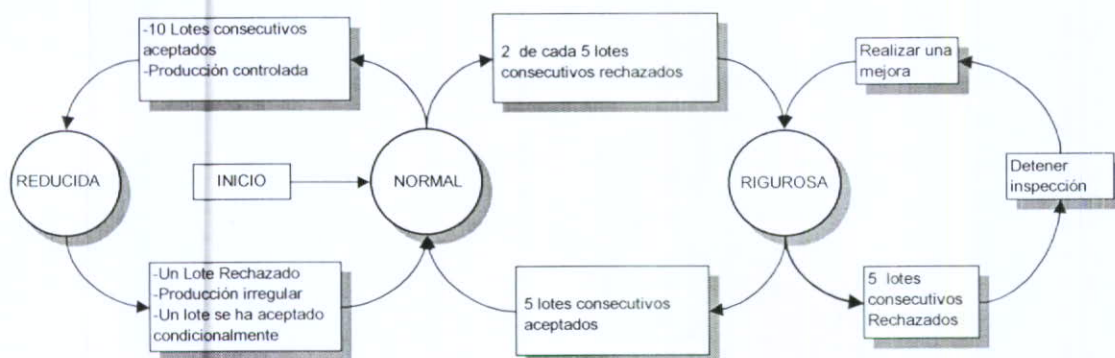 -10 Lotes consecutivos
aceptados
-Producción controlada
2 de cada 5 lotes
consecutivos rechazados
Realizar una
mejora
REDUCIDA
INICIO
NORMAL
RIGUROSA
Detener
inspección
-Un Lote Rechazado
-Producción irregular
-Un lote se ha aceptado
condicionalmente
5 lotes consecutivos
aceptados
5 lotes
consecutivos
Rechazados